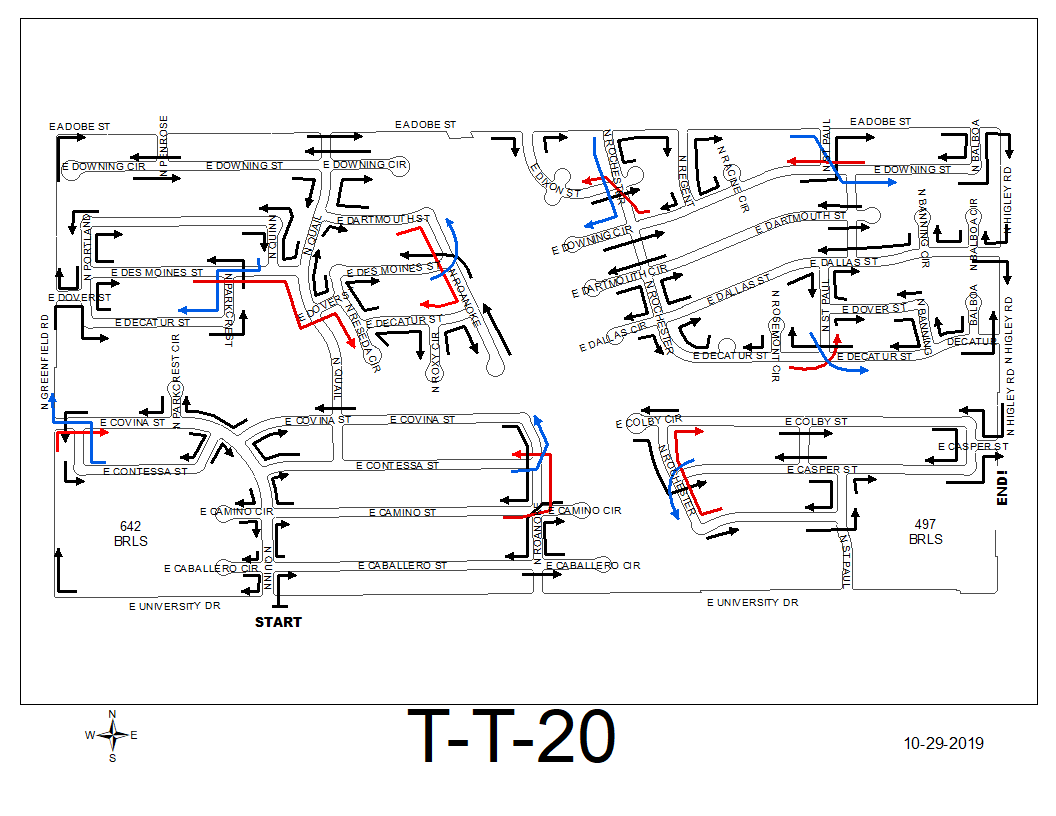 E ADOBE ST
E ADOBE ST
E ADOBE ST
N PENROSE
N ROCHESTER
N ST PAUL
N BALBOA
E DOWNING CIR
E DOWNING ST
E DOWNING CIR
E DIXON ST
N REGENT
N RACINE CIR
E DOWNING ST
N HIGLEY RD
N PORTLAND
N QUINN
N QUAIL
E DARTMOUTH ST
E DOWNING CIR
E DARTMOUTH ST
N BANNING CIR
N BALBOA CIR
E DES MOINES ST
E DES MOINES ST
N ROANOKE
E DARTMOUTH CIR
E DALLAS ST
E DALLAS ST
E DOVER ST
N PARKCREST
E DOVER S
N RESEDA CIR
N ROCHESTER
N ROSEMONT CIR
N ST PAUL
E DOVER ST
N BANNING
BALBOA
N HIGLEY RD
E DECATUR ST
E DECATUR ST
E DALLAS CIR
E DECATUR ST
E DECATUR ST
DECATUR
N GREENFIELD RD
N PARKCREST CIR
N QUAIL
N ROXY CIR
N HIGLEY RD
E COVINA ST
E COVINA ST
E COVINA ST
E COLBY CIR
E COLBY ST
E CASPER ST
E CONTESSA ST
E CONTESSA ST
N ROCHESTER
E CASPER ST
END!
E CAMINO CIR
E CAMINO ST
E CAMINO CIR
642
BRLS
N ROANOKE
497
BRLS
N ST PAUL
E CABALLERO CIR
N QUINN
E CABALLERO ST
E CABALLERO CIR
E UNIVERSITY DR
E UNIVERSITY DR
START
N
W E
S
T-T-20
10-29-2019